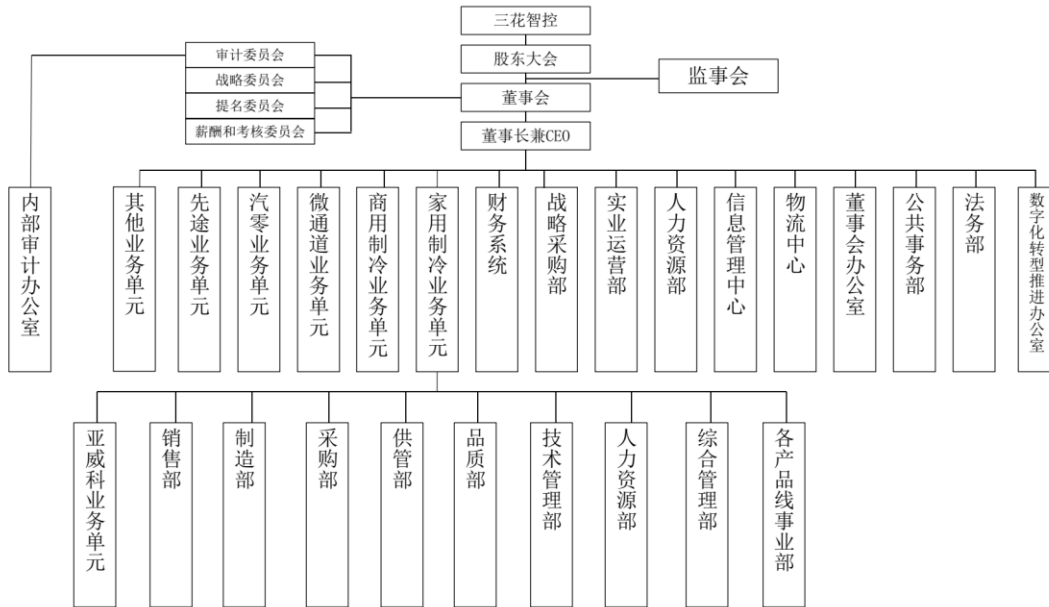 三花智控
股东大会
监事会
审计委员会
战略委员会
提名委员会
薪酬和考核委员会
董事会
董事长兼CEO
内部审计办公室
其他业务单元
先途业务单元
汽零业务单元
微通道业务单元
商用制冷业务单元
家用制冷业务单元
财务系统
战略采购部
实业运营部
人力资源部
信息管理中心
物流中心
董事会办公室
公共事务部
法务部
数字化转型推进办公室
亚威科业务单元
销售部
制造部
采购部
供管部
品质部
技术管理部
人力资源部
综合管理部
各产品线事业部